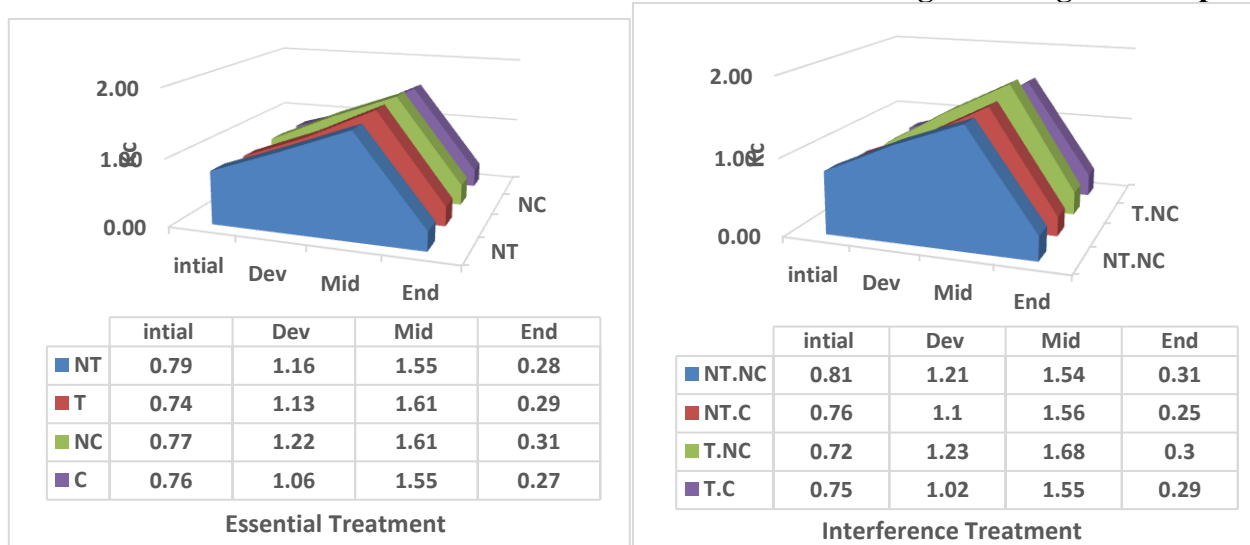 2.00
1.00
0.00
Kc
intial
Dev
Mid
End
NC
NT
intial Dev Mid End
NT 0.79 1.16 1.55 0.28
T 0.74 1.13 1.61 0.29
NC 0.77 1.22 1.61 0.31
C 0.76 1.06 1.55 0.27
Essential Treatment
2.00
1.00
0.00
Kc
intial
Dev
Mid
End
T.NC
NT.NC
intial Dev Mid End
NT.NC 0.81 1.21 1.54 0.31
NT.C 0.76 1.1 1.56 0.25
T.NC 0.72 1.23 1.68 0.3
T.C 0.75 1.02 1.55 0.29
Interference Treatment